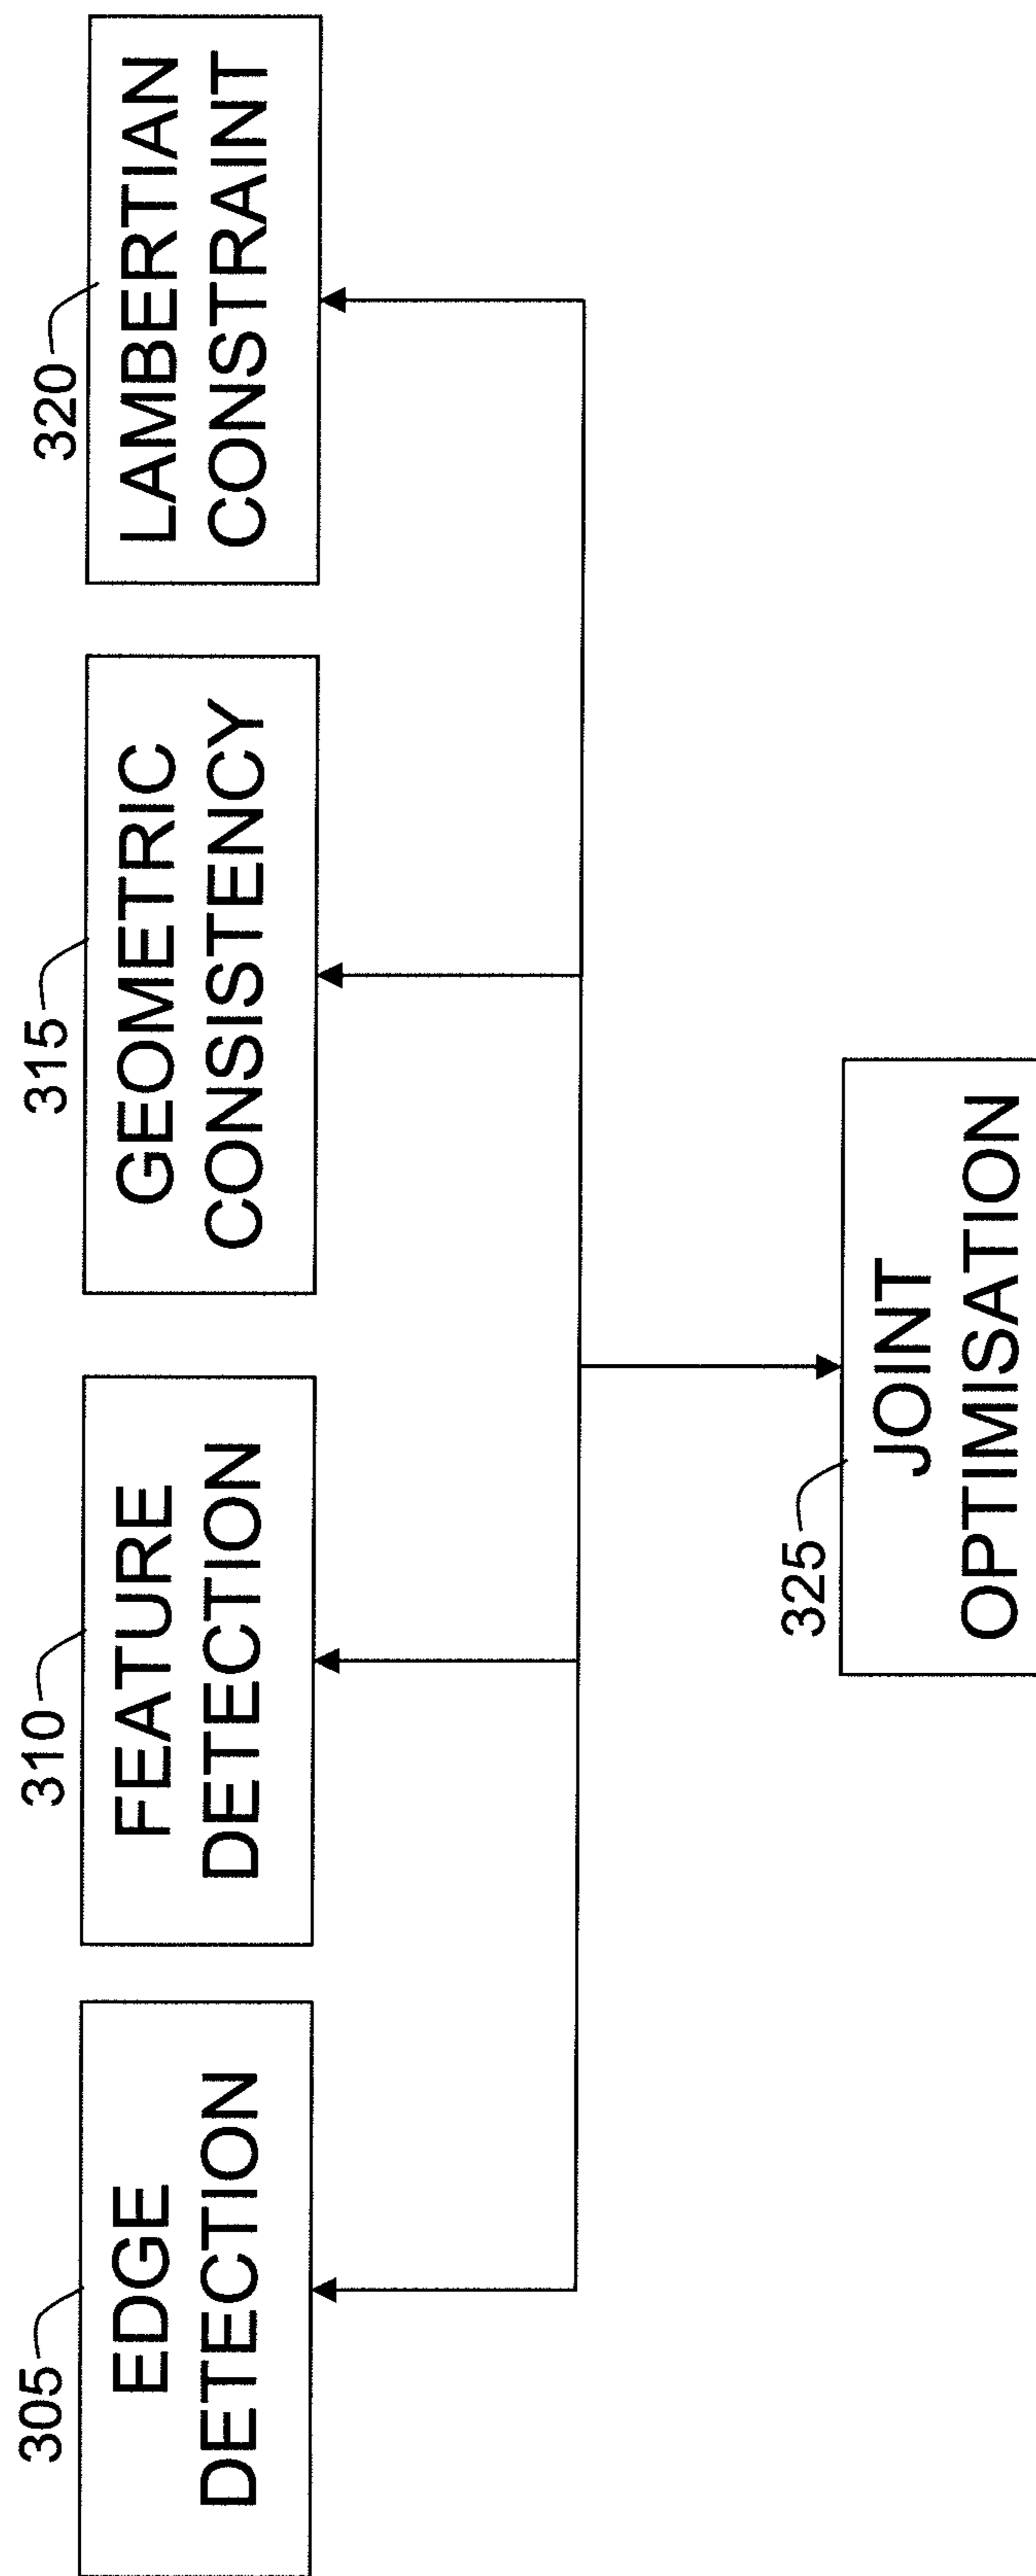 305
EDGE
DETECTION
310
FEATURE
DETECTION
315
GEOMETRIC
CONSISTENCY
320
LAMBERTIAN
CONSTRAINT
325
JOINT
OPTIMISATION